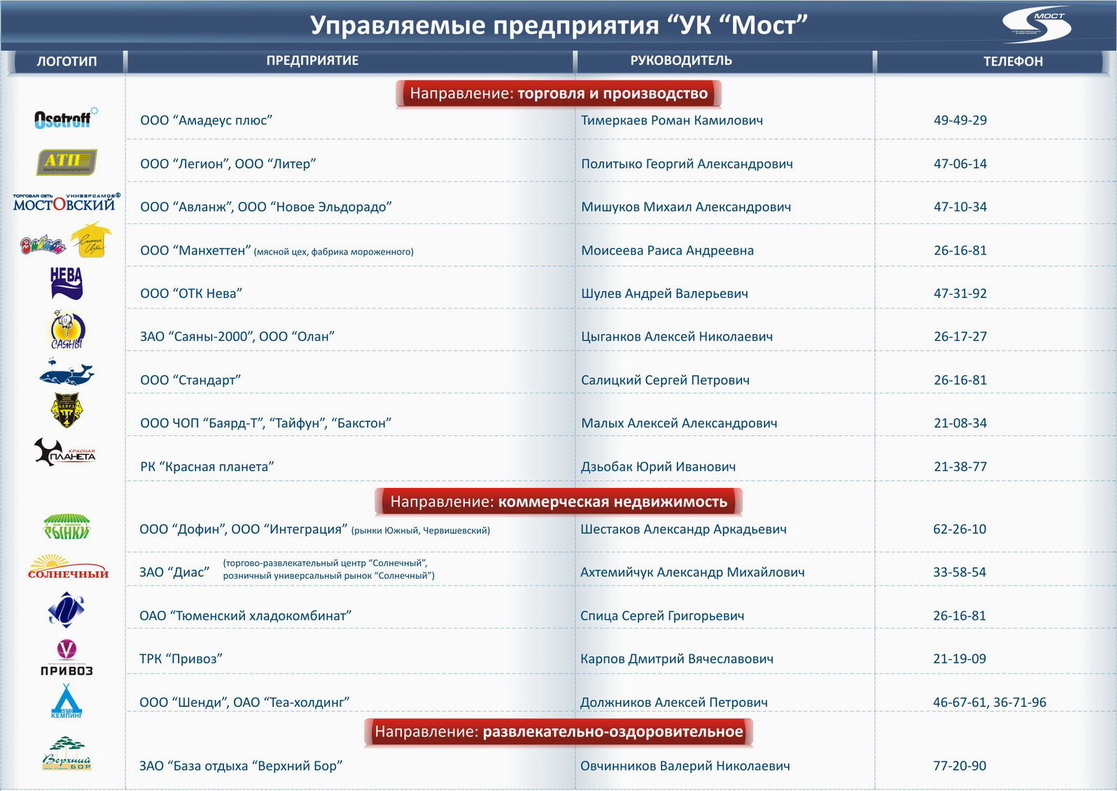 Управляемые предприятия “УК “Мост”
МОСТ
ЛОГОТИП ПРЕДПРИЯТИЕ РУКОВОДИТЕЛЬ ТЕЛЕФОН
Направление: торговля и производство
Osetroff ООО “Амадеус плюс” Тимеркаев Роман Камилович 49-49-29
АТП ООО “Легион”, ООО “Литер” Политыко Георгий Александрович 47-06-14
ТОРГОВАЯ СЕТЬ УНИВЕРСАМОВ®
МОСТОВСКИЙ ООО “Авланж”, ООО “Новое Эльдорадо” Мишуков Михаил Александрович 47-10-34
ООО “Манхеттен” (мясной цех, фабрика мороженного) Моисеева Раиса Андреевна 26-16-81
НЕВА ООО “ОТК Нева” Шулев Андрей Валерьевич 47-31-92
САЯНЫ ЗАО “Саяны-2000”, ООО “Олан” Цыганков Алексей Николаевич 26-17-27
ООО “Стандарт” Салицкий Сергей Петрович 26-16-81
ООО ЧОП “Баярд-Т”, “Тайфун”, “Бакстон” Малых Алексей Александрович 21-08-34
КРАСНАЯ
ПЛАНЕТА РК “Красная планета” Дзьобак Юрий Иванович 21-38-77
Направление: коммерческая недвижимость
РЫНКИ ООО “Дофин”, ООО “Интеграция” (рынки Южный, Червишевский) Шестаков Александр Аркадьевич 62-26-10
СОЛНЕЧНЫЙ ЗАО “Диас” (торгово-развлекательный центр “Солнечный”,
розничный универсальный рынок “Солнечный”) Ахтемийчук Александр Михайлович 33-58-54
ОАО “Тюменский хладокомбинат” Спица Сергей Григорьевич 26-16-81
ПРИВОЗ ТРК “Привоз” Карпов Дмитрий Вячеславович 21-19-09
КЕМПИНГ ООО “Шенди”, ОАО “Теа-холдинг” Должников Алексей Петрович 46-67-61, 36-71-96
Направление: развлекательно-оздоровительное
Верхний
БОР ЗАО “База отдыха “Верхний Бор” Овчинников Валерий Николаевич 77-20-90